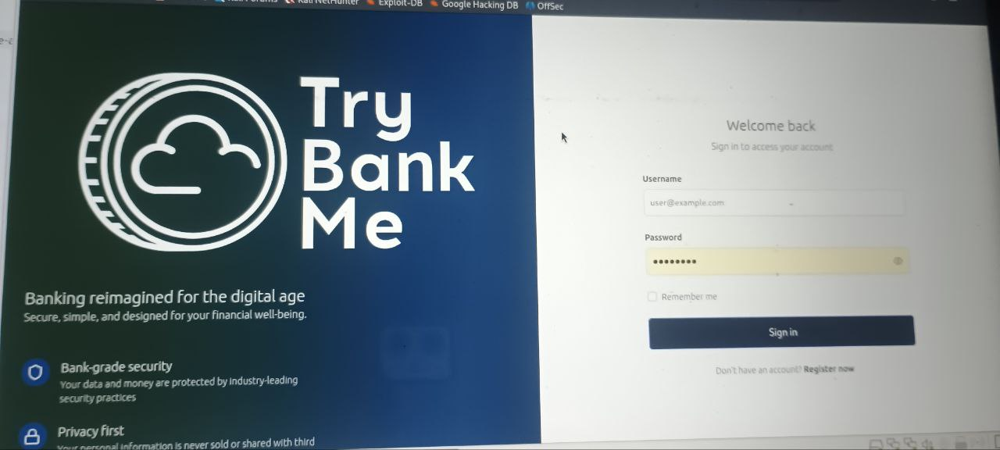 Kali NetHunter Exploit-DB Google Hacking DB OffSec
Try
Bank
Me
Banking reimagined for the digital age
Secure, simple, and designed for your financial well-being.
Bank-grade security
Your data and money are protected by industry-leading
security practices
Privacy first
Your personal information is never sold or shared with third
Welcome back
Sign in to access your account
Username
user@example.com
Password
Remember me
Sign in
Don't have an account? Register now